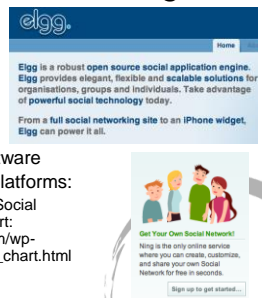 elgg.
Home
Elgg is a robust open source social application engine.
Elgg provides elegant, flexible and scalable solutions for
organisations, groups and individuals. Take advantage
of powerful social technology today.
From a full social networking site to an iPhone widget,
Elgg can power it all.
tware
latforms:
Social
rt:
n/wp-
_chart.html
Get Your Own Social Network!
Ning is the only online service
where you can create, customize,
and share your own Social
Network for free in seconds.
Sign up to get started...